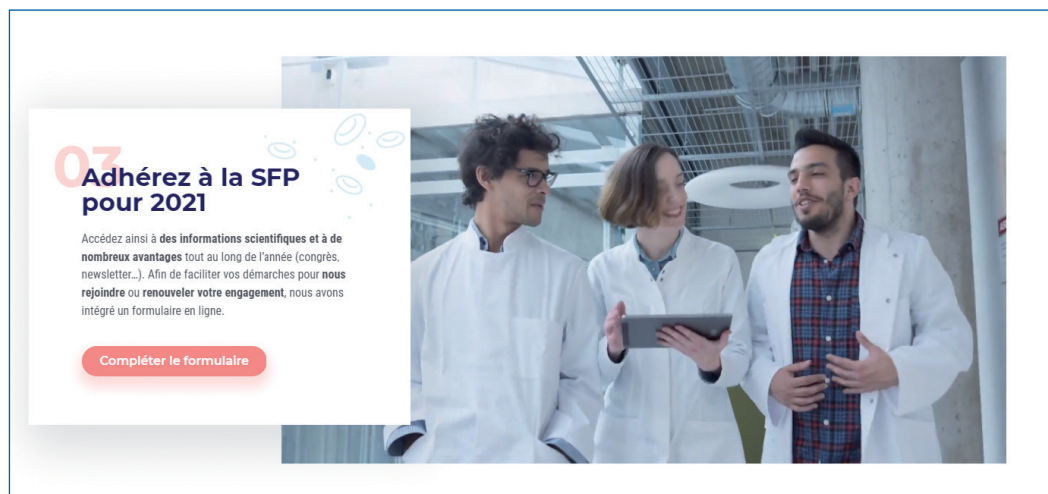 03
Adhérez à la SFP
pour 2021
Accédez ainsi à des informations scientifiques et à de
nombreux avantages tout au long de l'année (congrès,
newsletter...). Afin de faciliter vos démarches pour nous
rejoindre ou renouveler votre engagement, nous avons
intégré un formulaire en ligne.
Compléter le formulaire